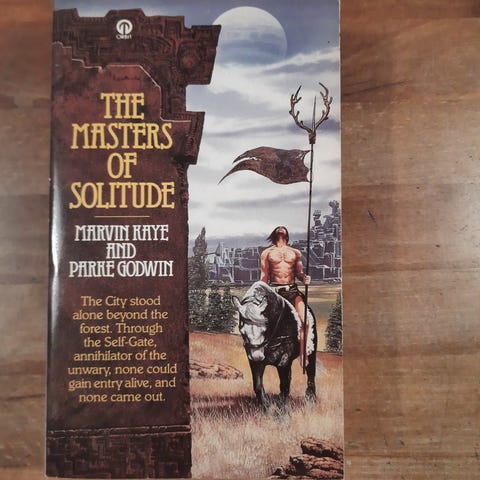 ORBIT
THE
MASTERS
OF
SOLITUDE
MARVIN KAYE
AND
PARKE GODWIN
The City stood
alone beyond the
forest. Through
the Self-Gate,
annihilator of the
unwary, none could
gain entry alive, and
none came out.